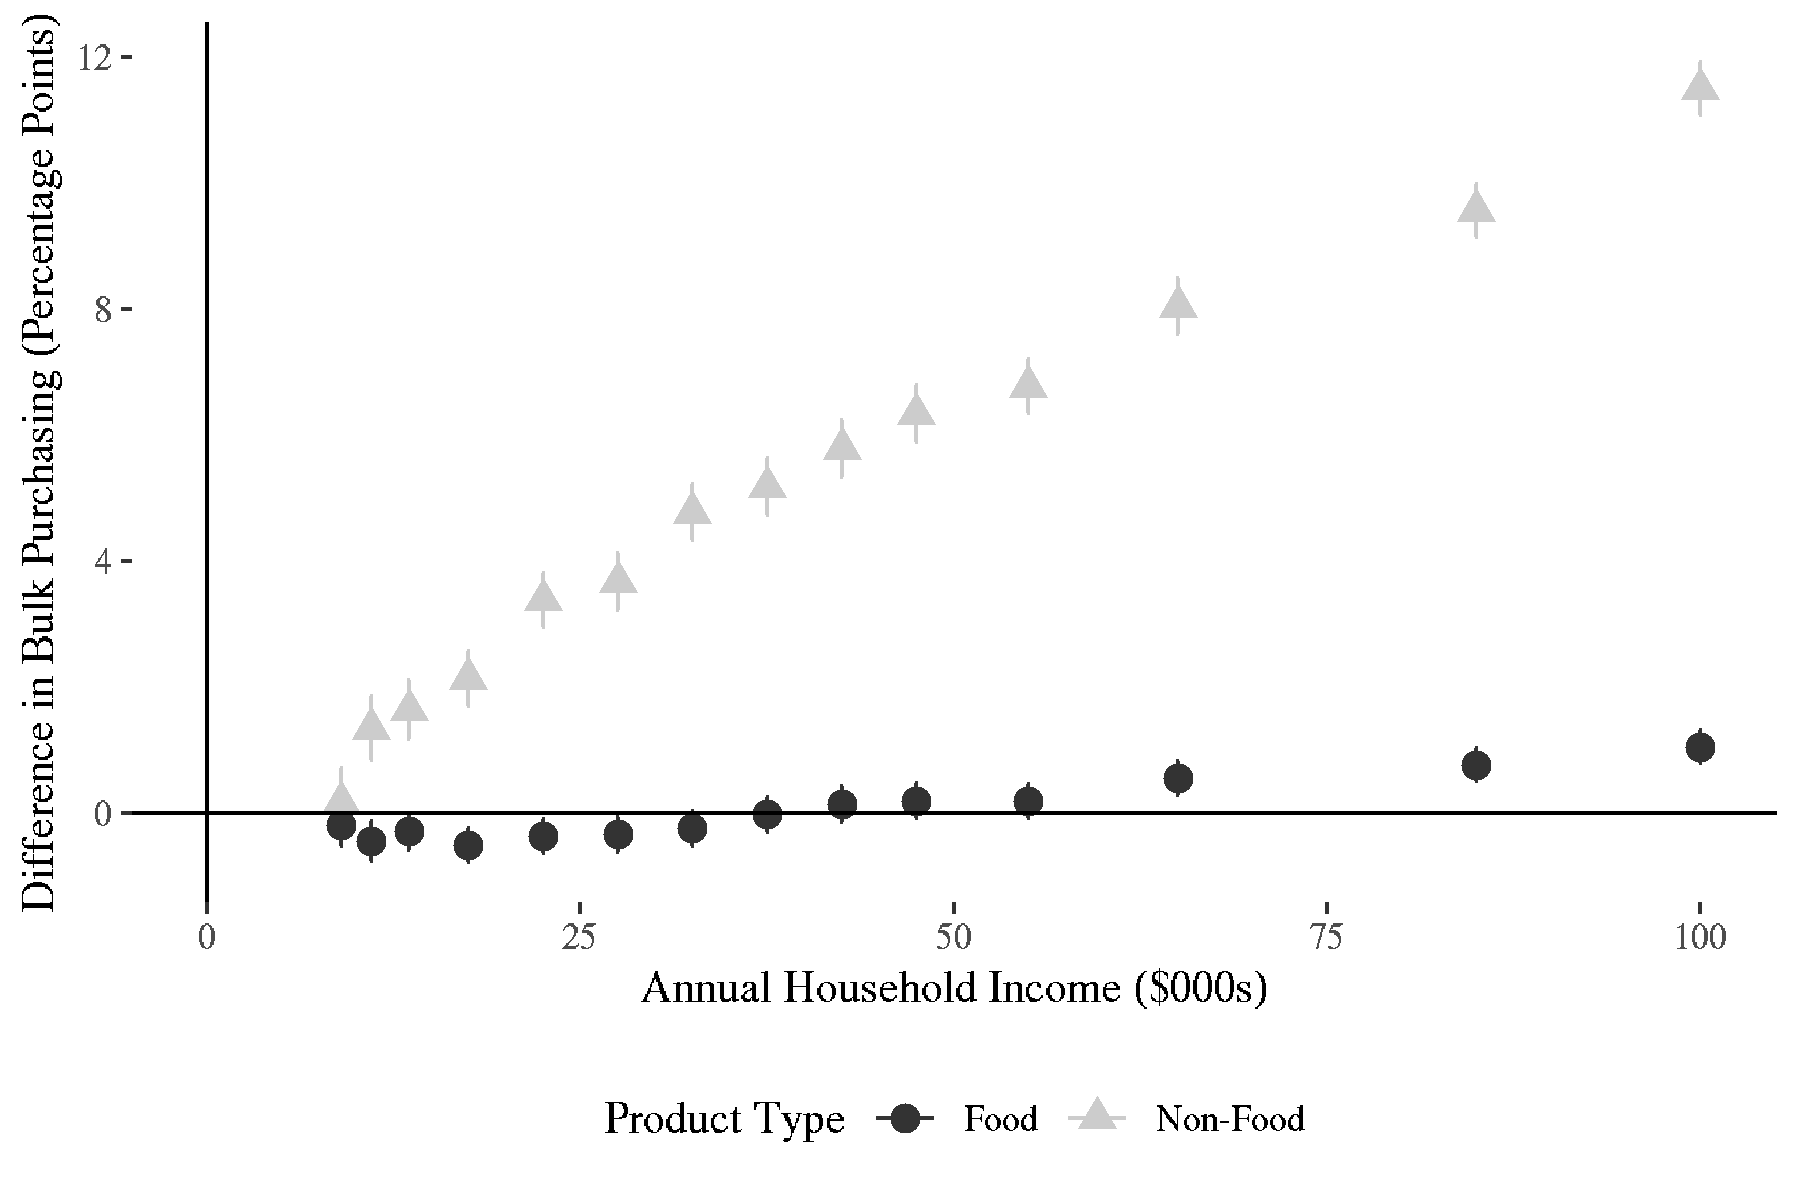 Difference in Bulk Purchasing (Percentage Points)
12
8
4
0
0 25 50 75 100
Annual Household Income ($000s)
Product Type Food Non-Food